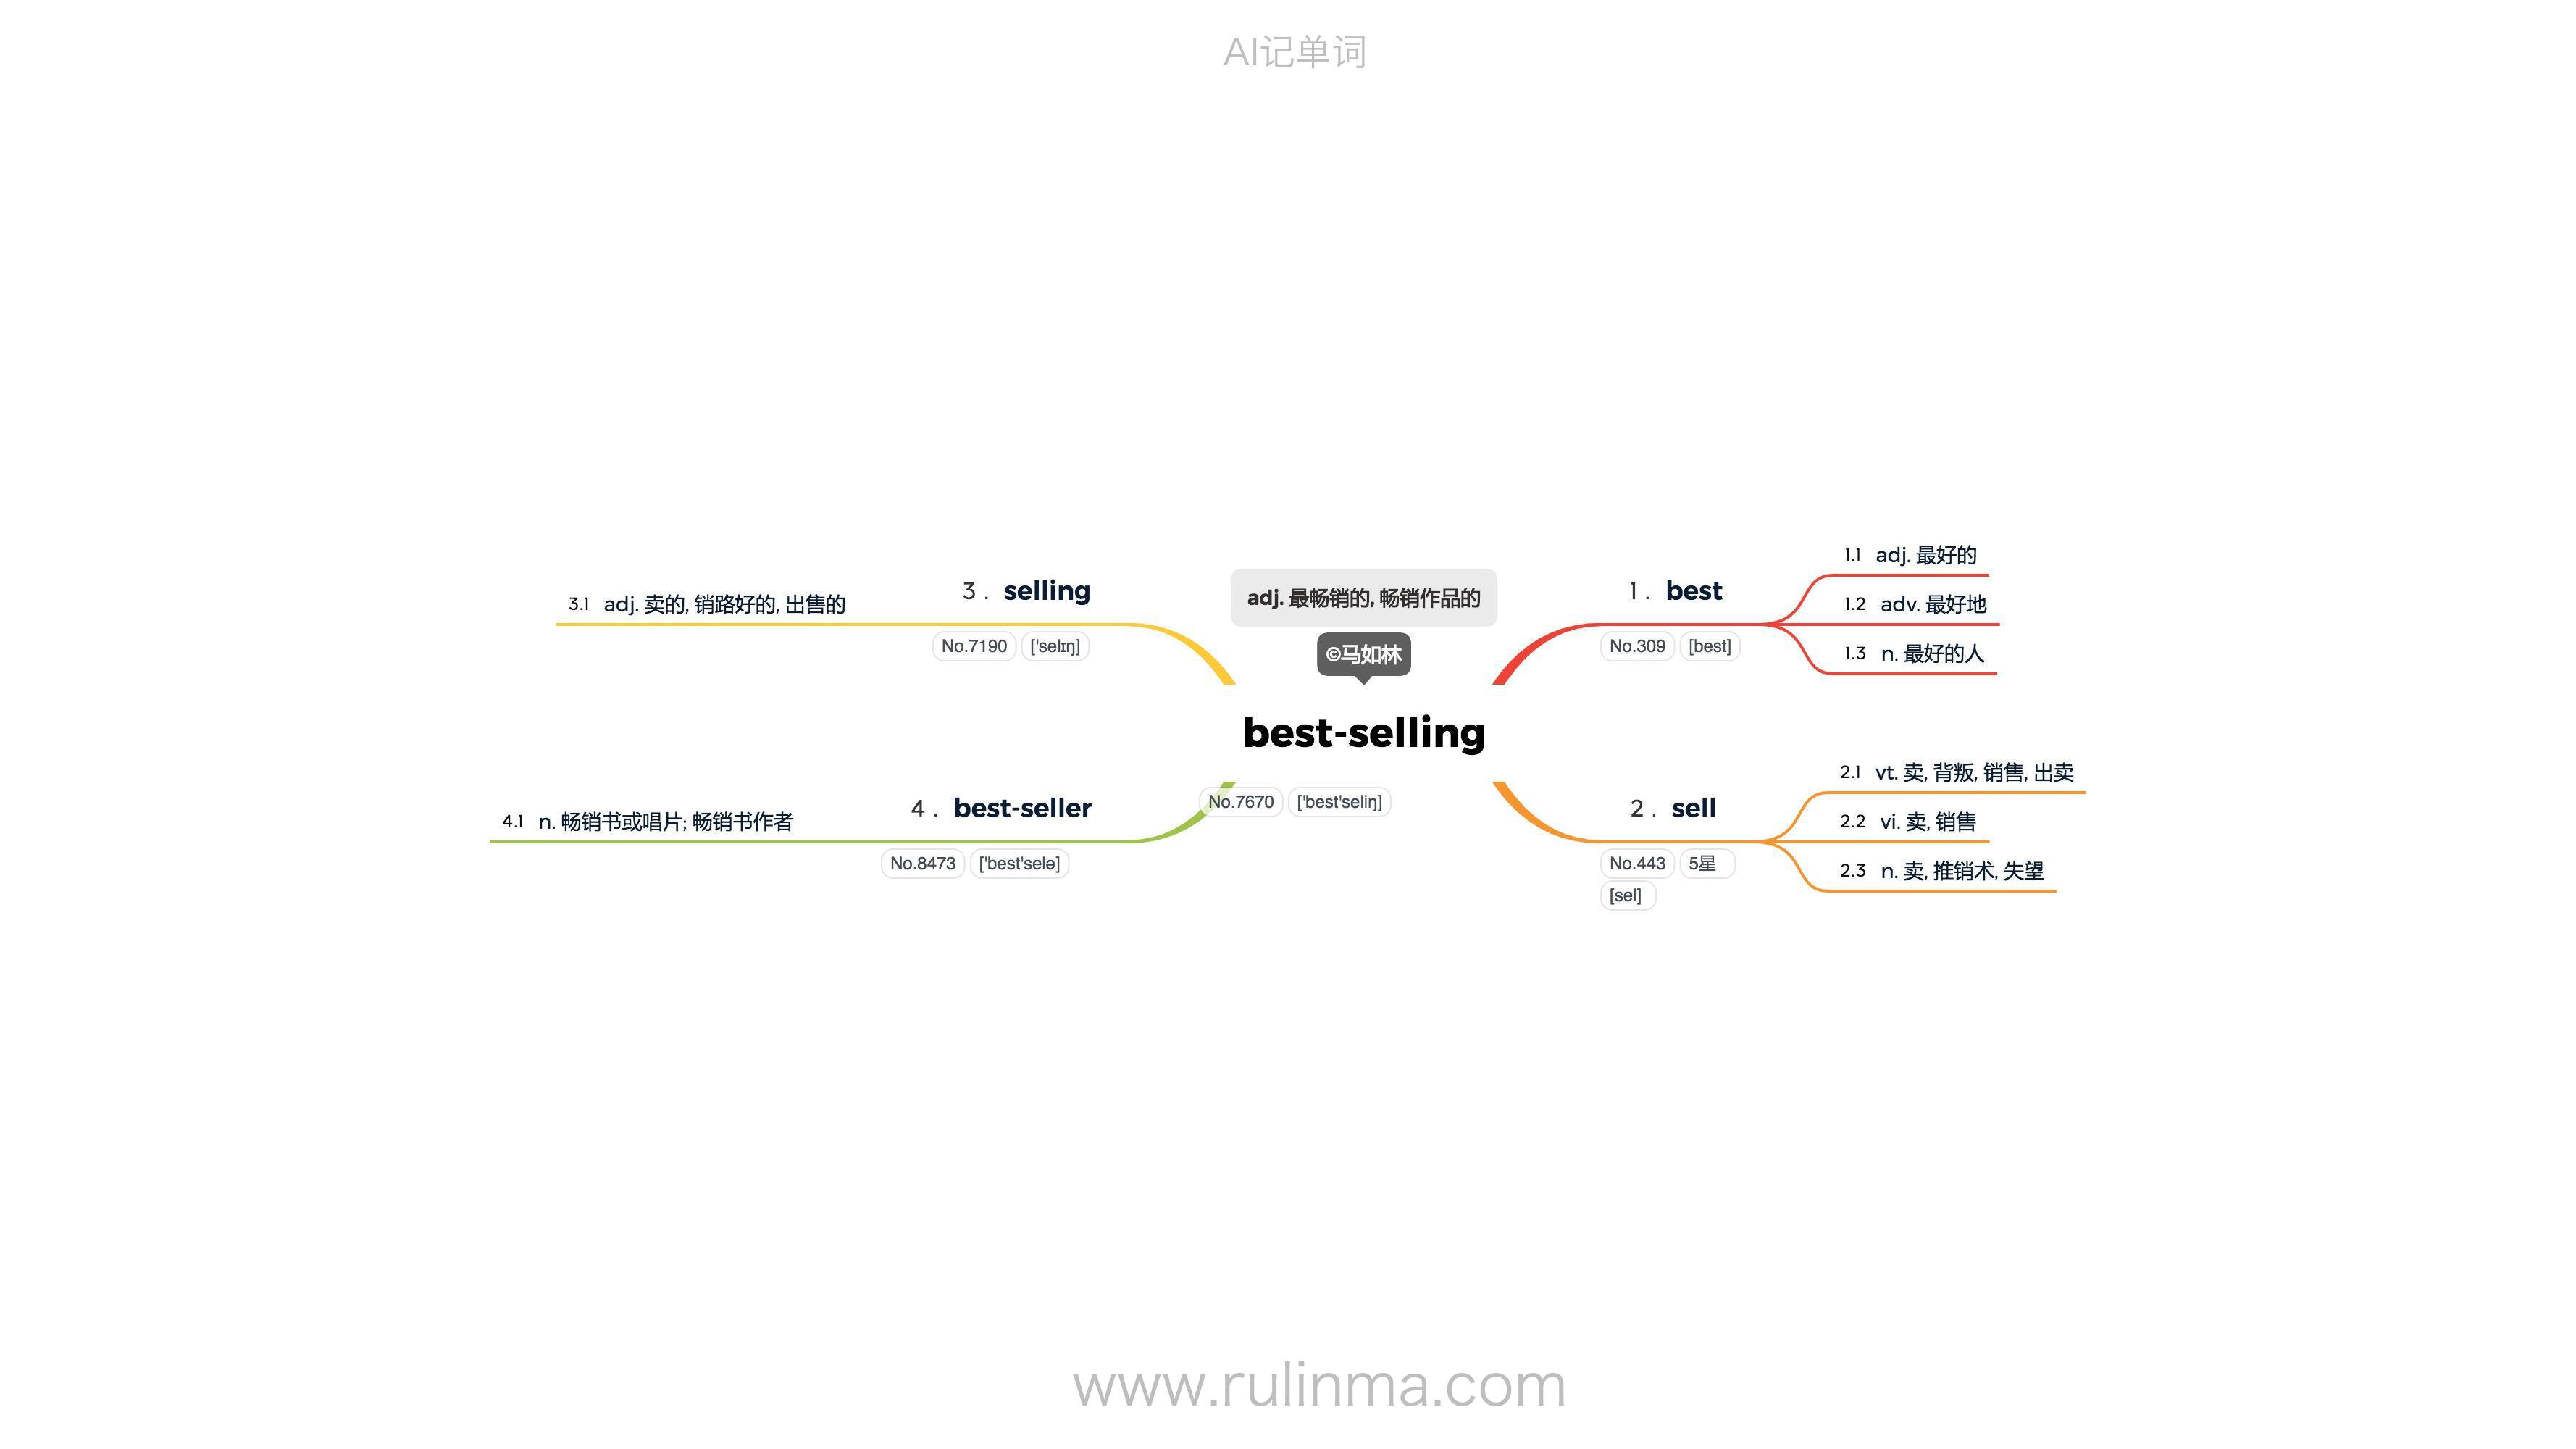 AI记单词
adj. 最畅销的, 畅销作品的
©马如林
best-selling
No.7670 ['best'seliŋ]
1. best
No.309 [best]
1.1 adj. 最好的
1.2 adv. 最好地
1.3 n. 最好的人
2. sell
No.443 5星
[sel]
2.1 vt. 卖, 背叛, 销售, 出卖
2.2 vi. 卖, 销售
2.3 n. 卖, 推销术, 失望
3. selling
No.7190 ['selɪŋ]
3.1 adj. 卖的, 销路好的, 出售的
4. best-seller
No.8473 ['best'selə]
4.1 n. 畅销书或唱片; 畅销书作者
www.rulinma.com